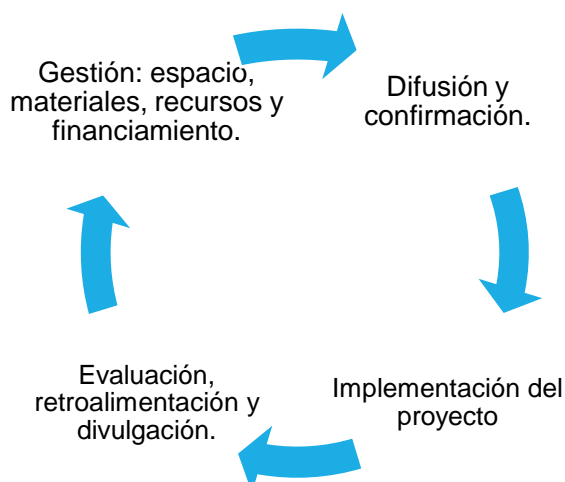 Gestión: espacio,
materiales, recursos y
financiamiento.
Difusión y
confirmación.
Implementación del
proyecto
Evaluación,
retroalimentación y
divulgación.